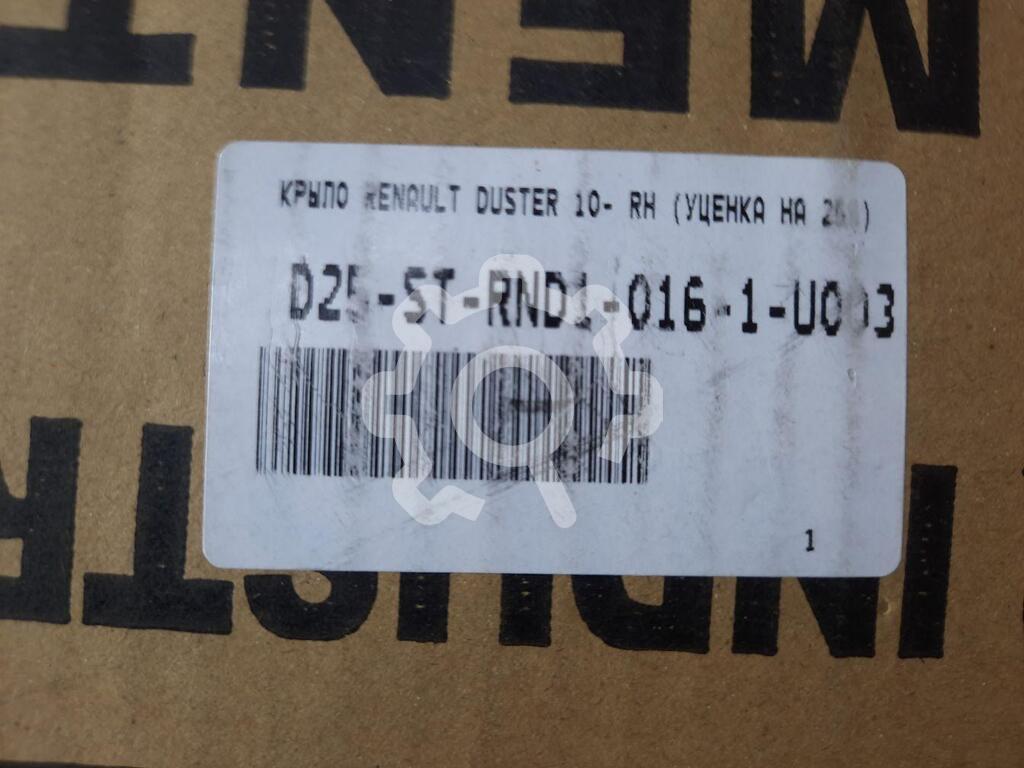 КРЫЛО RENAULT DUSTER 10- RH (УЦЕНКА НА
D25-ST-RND1-016-1-U003
1